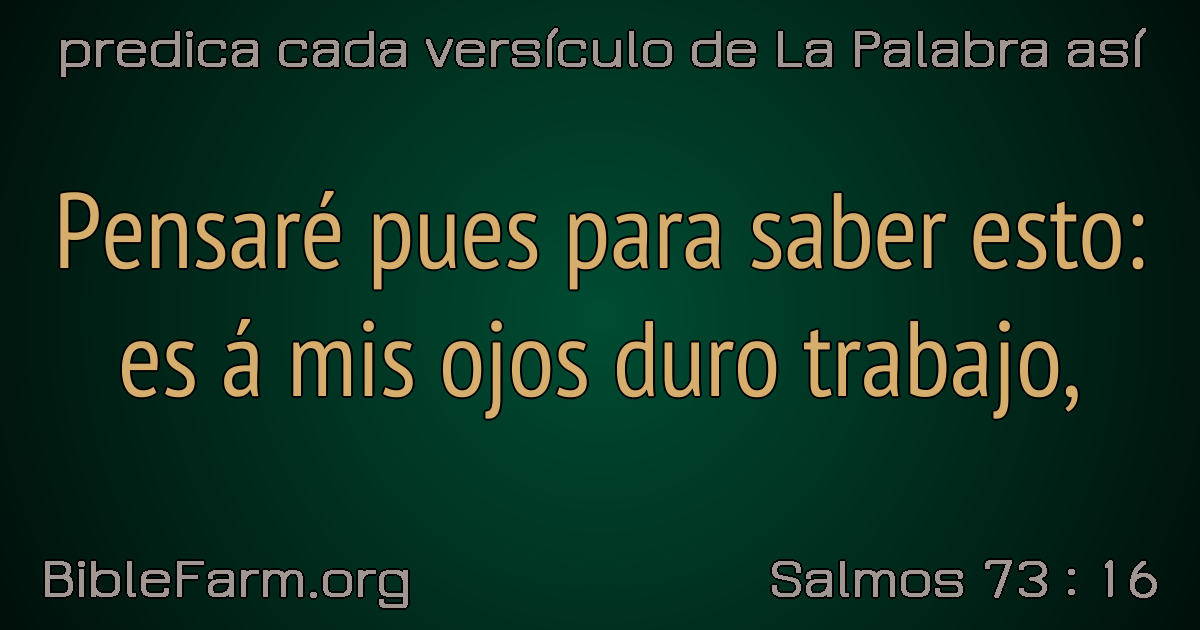 predica cada versículo de La Palabra así
Pensaré pues para saber esto:
es á mis ojos duro trabajo,
BibleFarm.org
Salmos 73 : 16